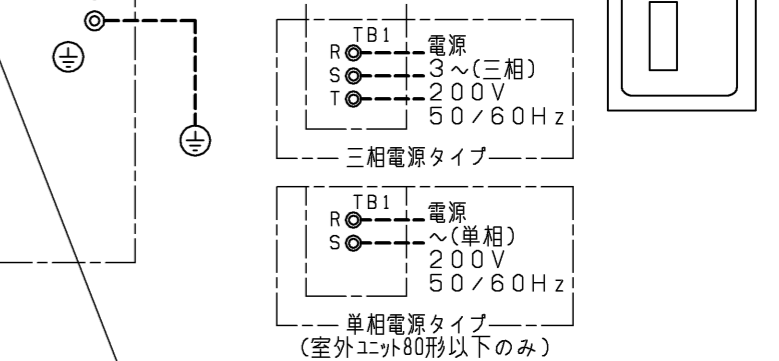 TB1
R 電源
S 3～(三相)
T 200V
50/60Hz
三相電源タイプ
TB1
R 電源
S ～(単相)
200V
50/60Hz
単相電源タイプ
(室外ユニット80形以下のみ)